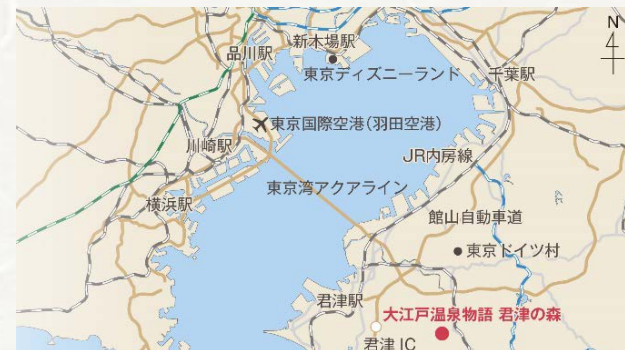 N
新木場駅
品川駅
東京ディズニーランド
千葉駅
東京国際空港(羽田空港)
川崎駅
JR内房線
東京湾アクアライン
横浜駅
館山自動車道
東京ドイツ村
君津駅
大江戸温泉物語 君津の森
君津IC